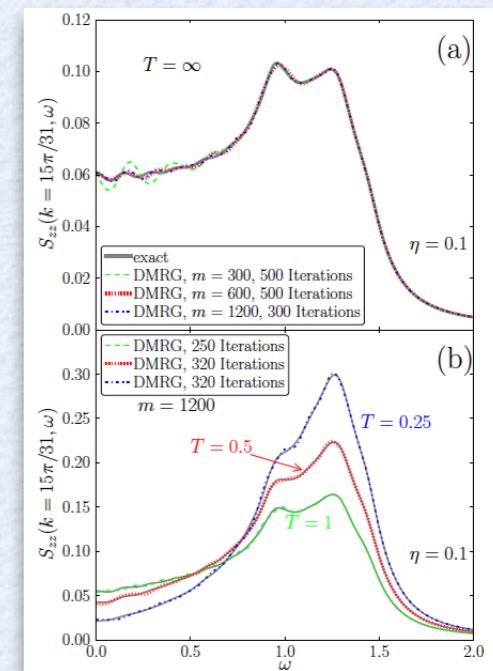 0.12
(a)
T = ∞
0.10
0.08
0.06
0.04
0.02
0.00
S_zz(k = 15π/31, ω)
η = 0.1
exact
DMRG, m = 300, 500 Iterations
DMRG, m = 600, 500 Iterations
DMRG, m = 1200, 300 Iterations
DMRG, 250 Iterations
DMRG, 320 Iterations
DMRG, 320 Iterations
m = 1200
(b)
0.30
0.25
0.20
0.15
0.10
0.05
0.00
S_zz(k = 15π/31, ω)
T = 0.25
T = 0.5
T = 1
η = 0.1
0.0 0.5 1.0 1.5 2.0
ω